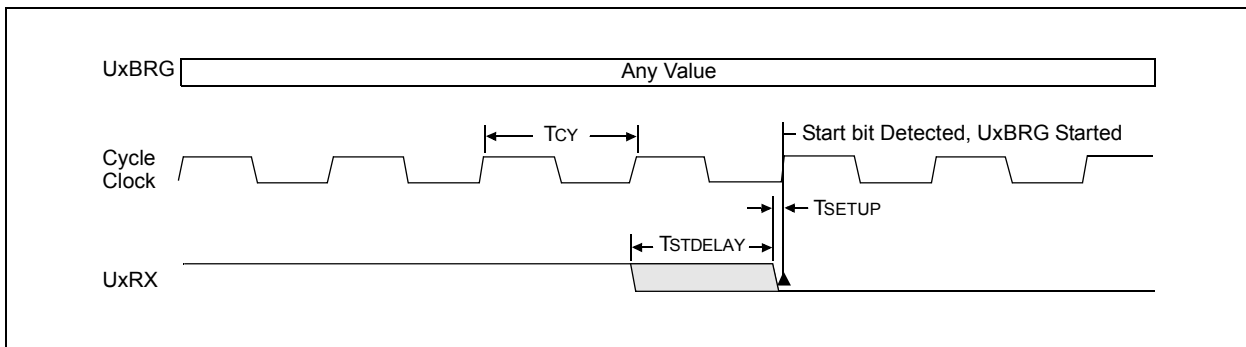 UxBRG
Any Value
TCY
Start bit Detected, UxBRG Started
Cycle
Clock
TSETUP
TSTDELAY
UxRX